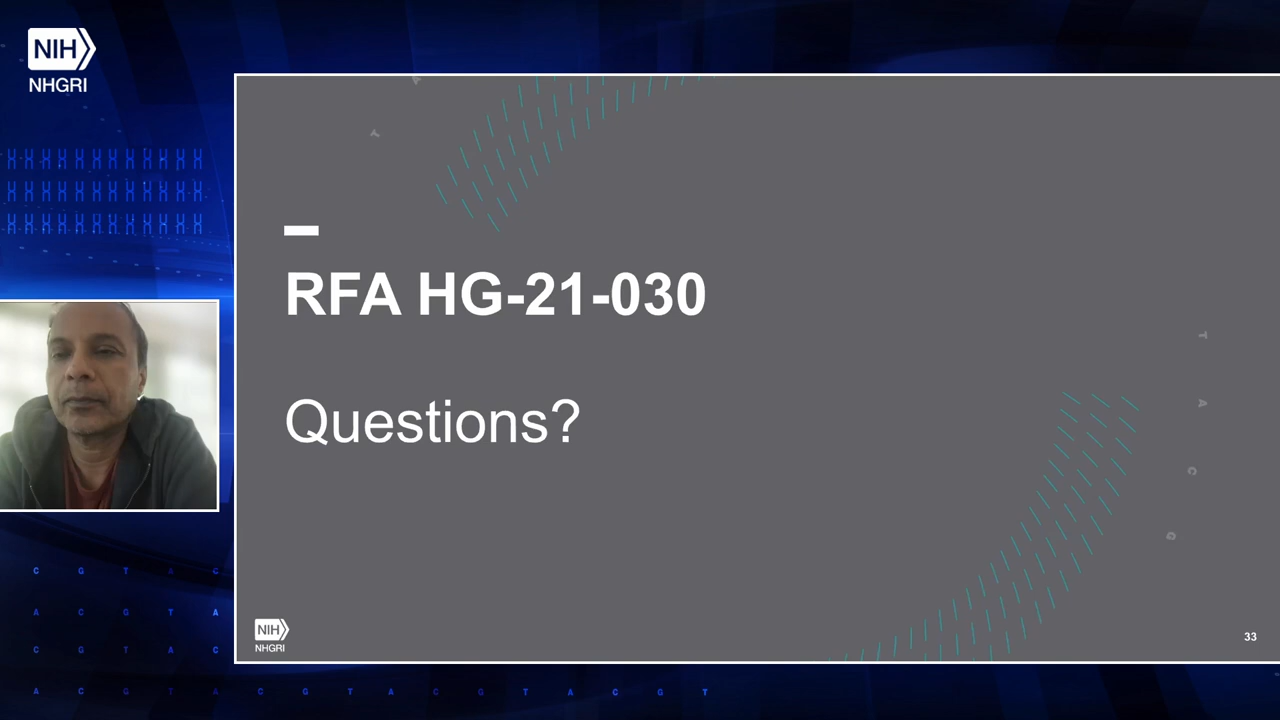 NIH
NHGRI
RFA HG-21-030
Questions?
T
A
C
G
NIH
NHGRI
33
C G T A C
A C G T A
C G T A C
A C G T A C G T A C G T A C G T